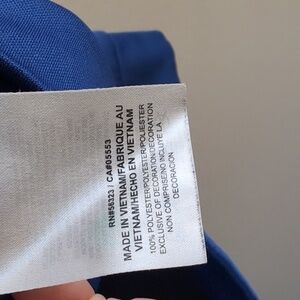 RN#56323 / CA#05553
MADE IN VIETNAM/FABRIQUE AU
VIETNAM/HECHO EN VIETNAM
100% POLYESTER/POLYESTER/POLIESTER
EXCLUSIVE OF DECORATION/DECORATION
NON COMPRISE/NO INCLUYE LA
DECORACION